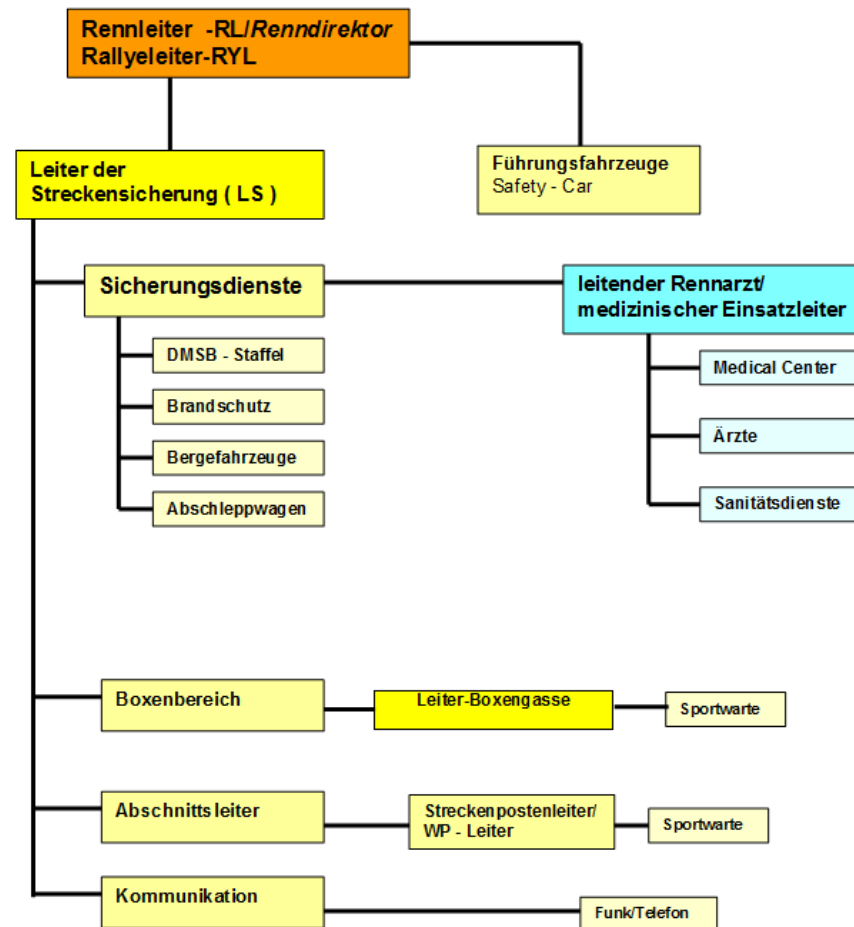 Rennleiter -RL/Renndirektor
Rallyeleiter-RYL
Leiter der
Streckensicherung ( LS )
Führungsfahrzeuge
Safety - Car
Sicherungsdienste
leitender Rennarzt/
medizinischer Einsatzleiter
DMSB - Staffel
Medical Center
Brandschutz
Ärzte
Bergefahrzeuge
Abschleppwagen
Sanitätsdienste
Boxenbereich
Leiter-Boxengasse
Sportwarte
Abschnittsleiter
Streckenpostenleiter/
WP - Leiter
Sportwarte
Kommunikation
Funk/Telefon